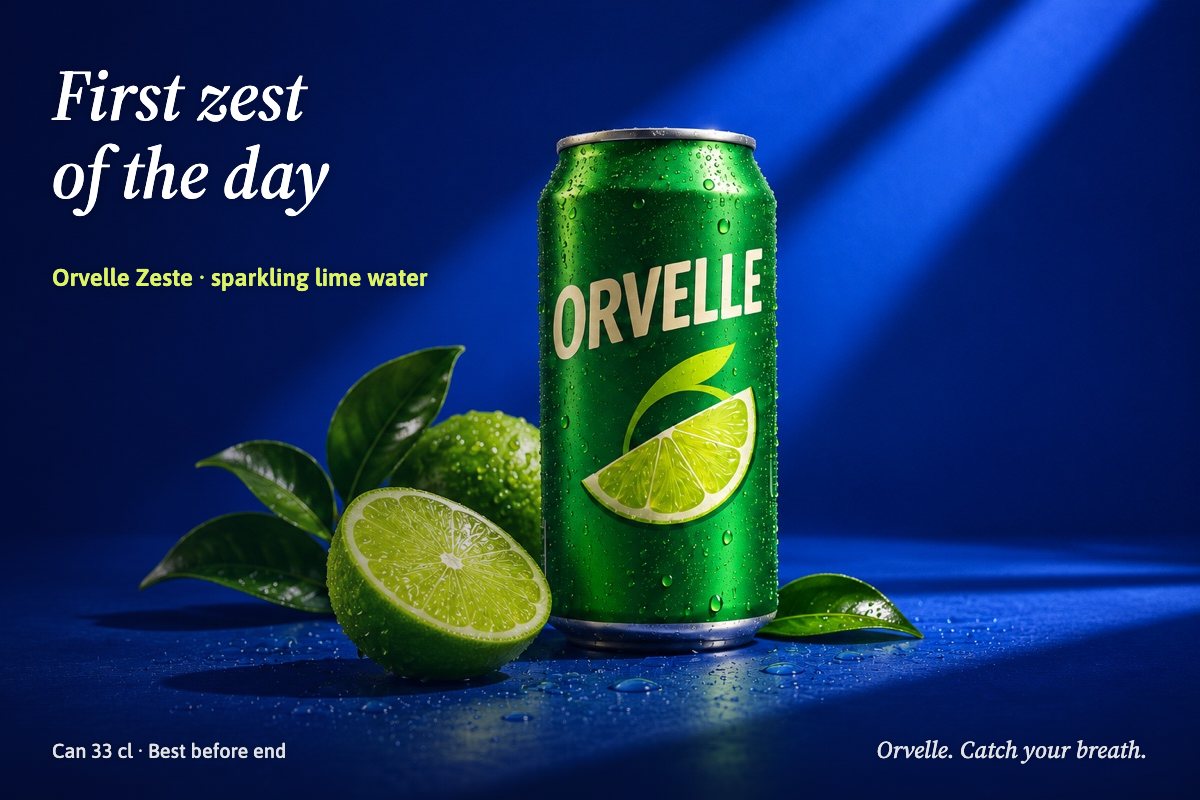 First zest
of the day
Orvelle Zeste · sparkling lime water
ORVELLE
Can 33 cl · Best before end
Orvelle. Catch your breath.